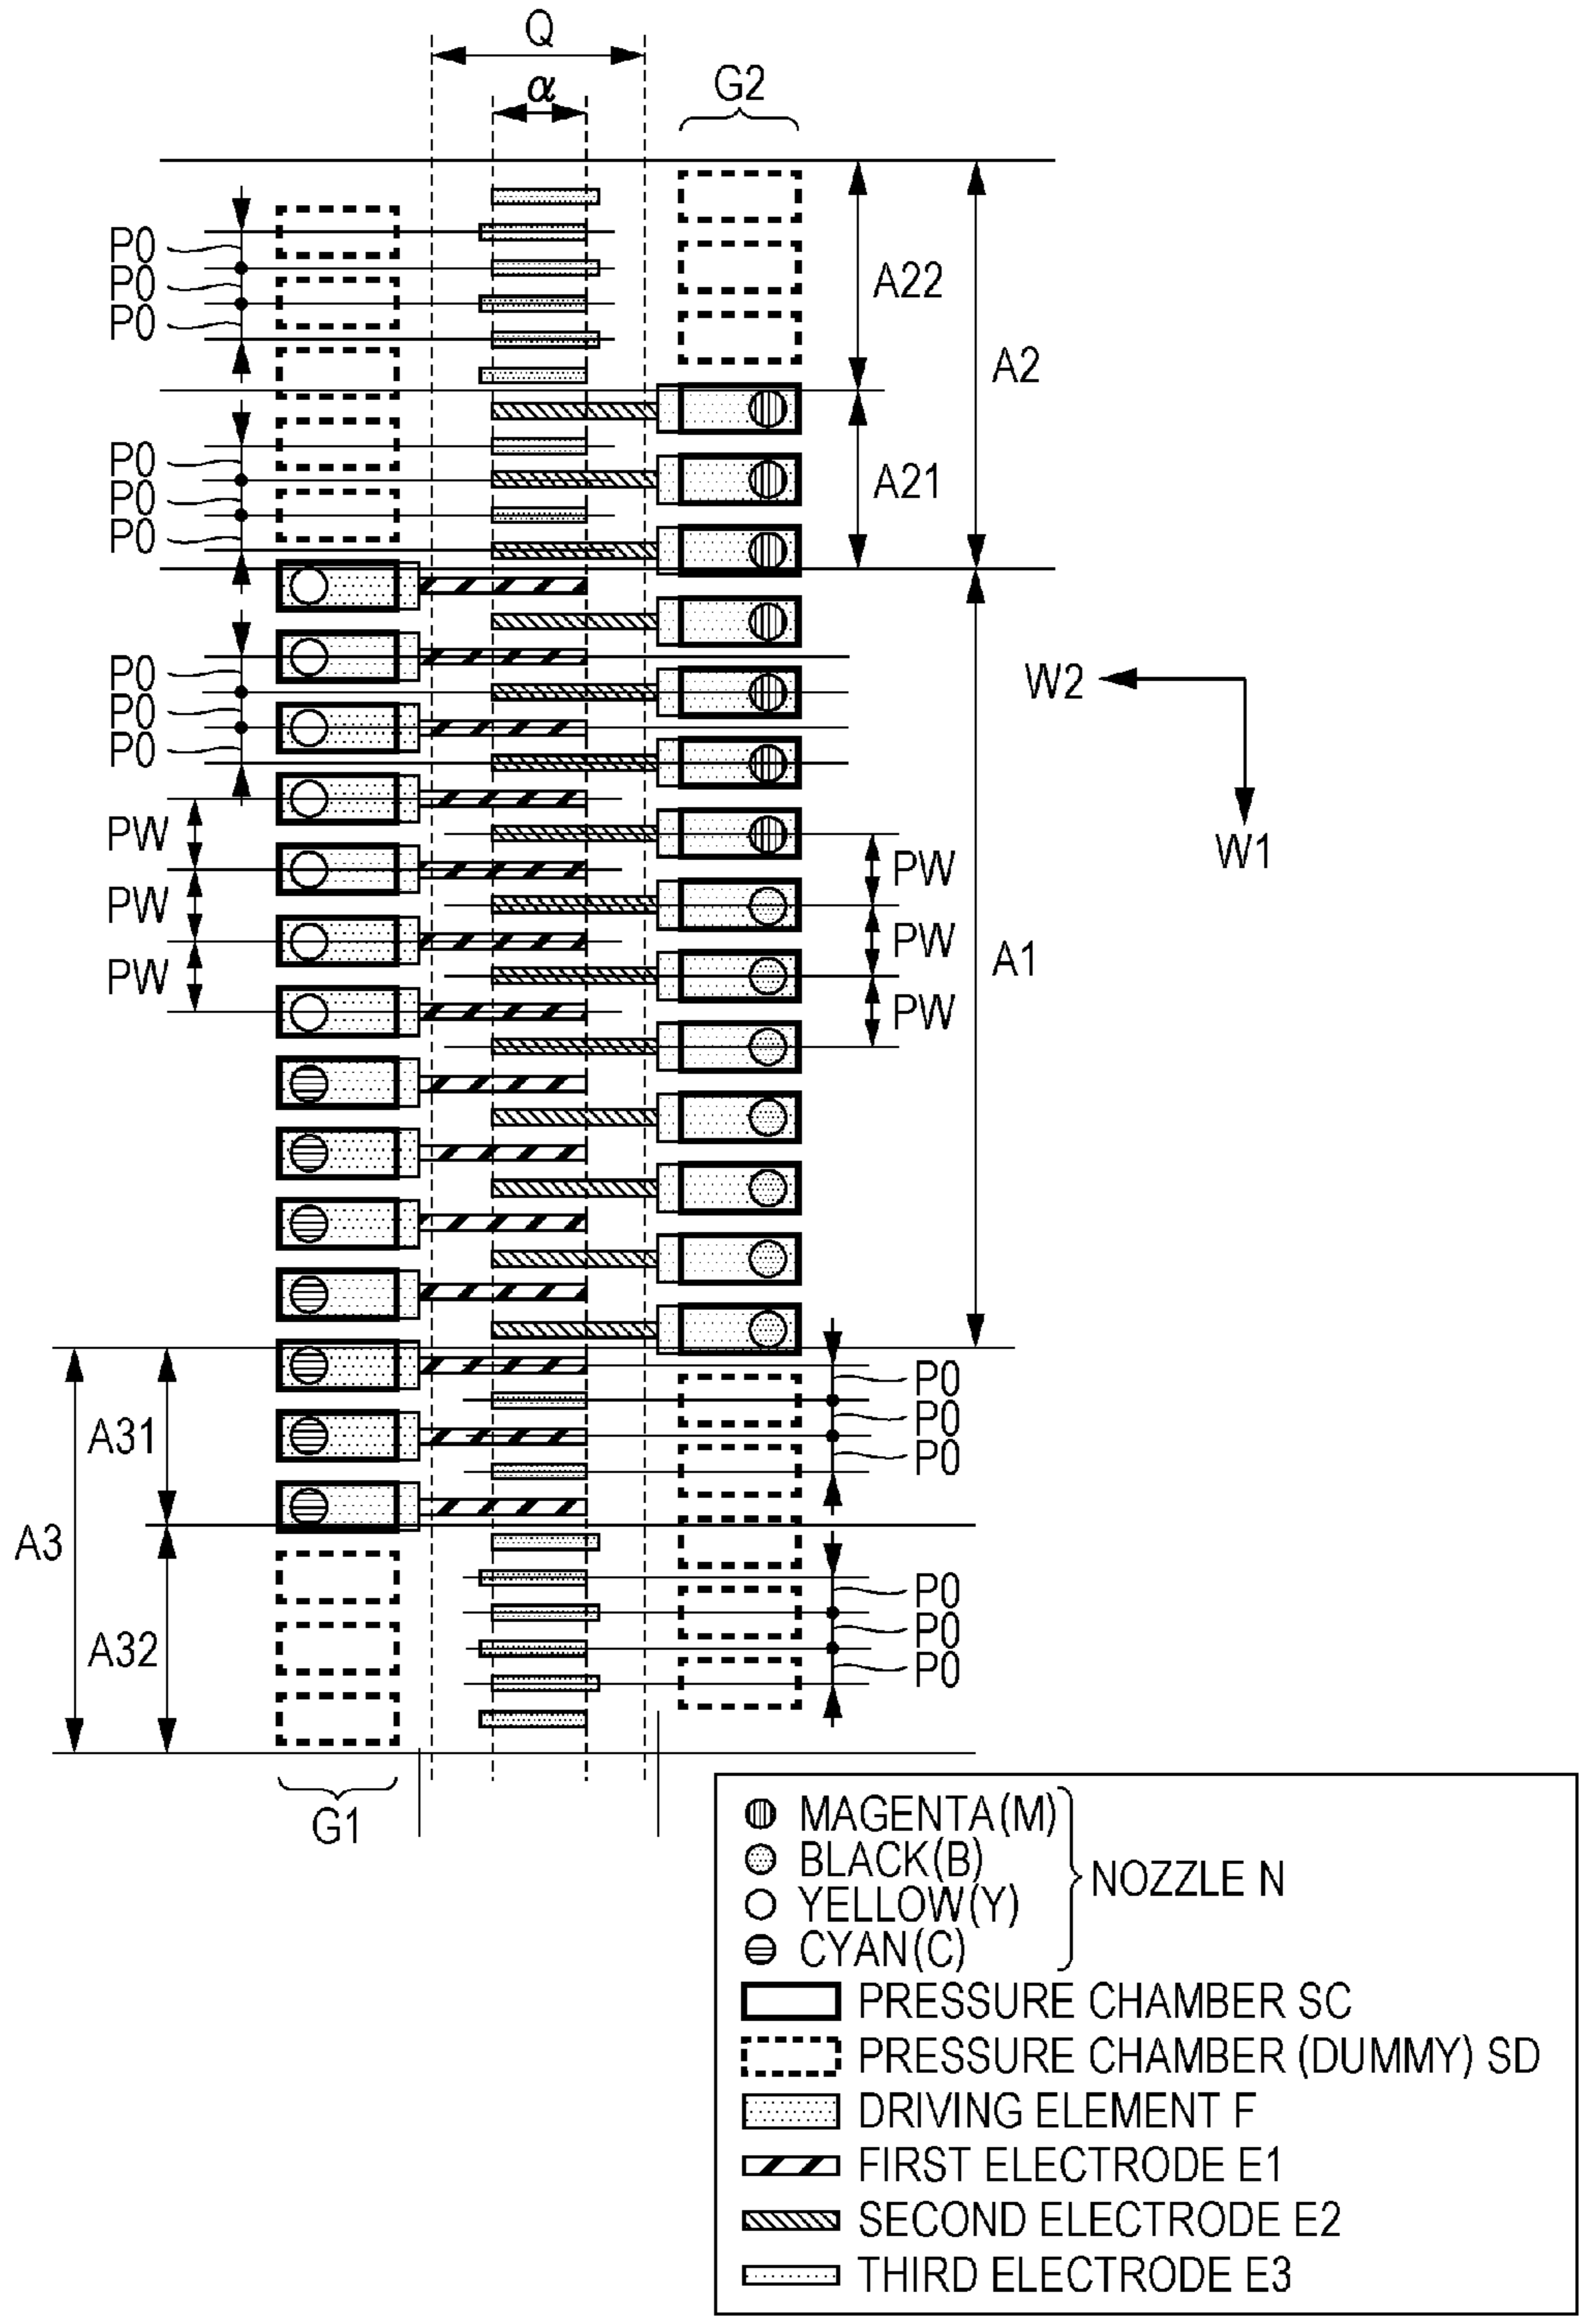 Q
α
G2
P0
P0
P0
A22
A2
P0
P0
P0
A21
P0
P0
P0
W2
W1
PW
PW
PW
PW
PW
PW
A1
P0
P0
P0
A31
A3
P0
P0
P0
A32
G1
MAGENTA(M)
BLACK(B)
YELLOW(Y)
CYAN(C)
NOZZLE N
PRESSURE CHAMBER SC
PRESSURE CHAMBER (DUMMY) SD
DRIVING ELEMENT F
FIRST ELECTRODE E1
SECOND ELECTRODE E2
THIRD ELECTRODE E3